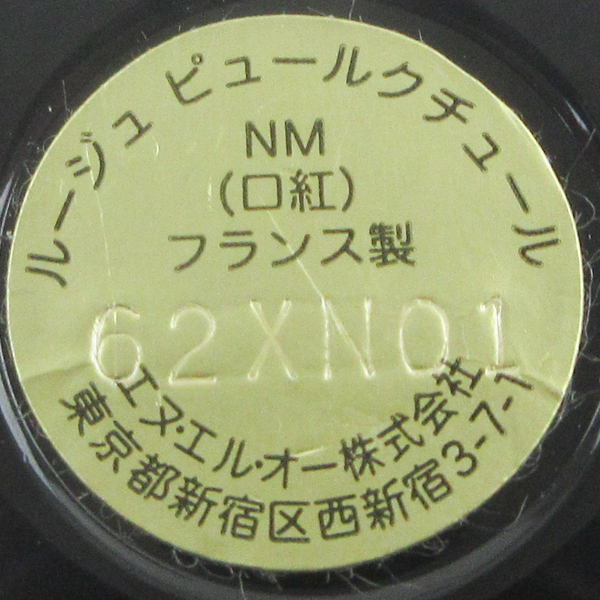 ルージュ ピュールクチュール
NM
(口紅)
フランス製
62XN01
エヌ・エル・オー株式会社
東京都新宿区西新宿3-7-1